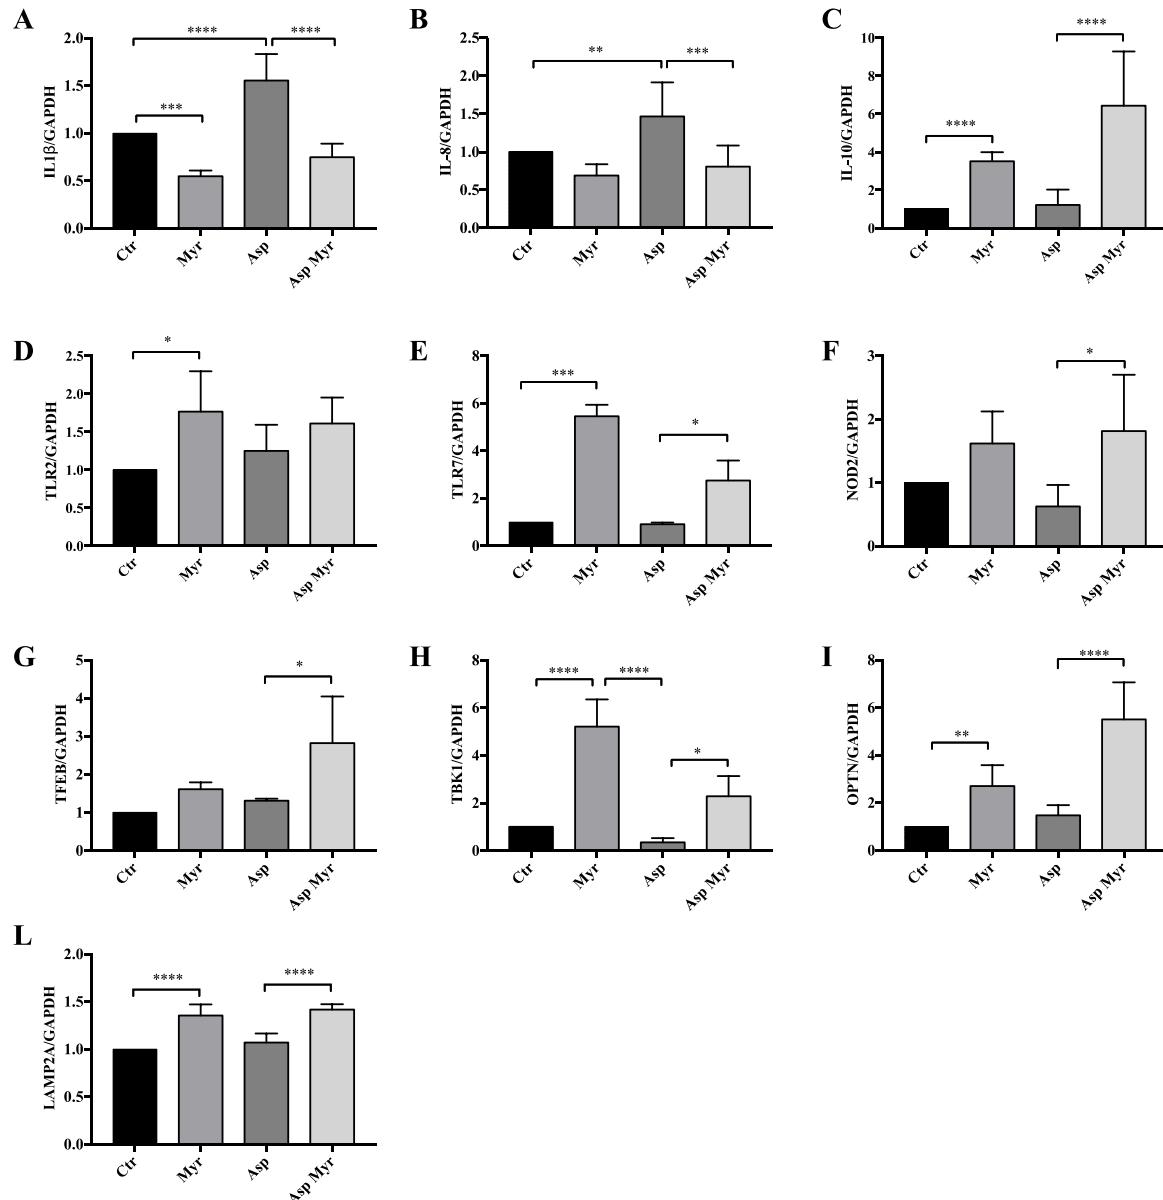 A
B
C
**** ****
***
IL1β/GAPDH
2.0
1.5
1.0
0.5
0.0
Ctr Myr Asp Asp Myr
** ***
IL-8/GAPDH
2.5
2.0
1.5
1.0
0.5
0.0
Ctr Myr Asp Asp Myr
****
****
IL-10/GAPDH
10
8
6
4
2
0
Ctr Myr Asp Asp Myr
D
E
F
*
TLR2/GAPDH
2.5
2.0
1.5
1.0
0.5
0.0
Ctr Myr Asp Asp Myr
***
*
TLR7/GAPDH
8
6
4
2
0
Ctr Myr Asp Asp Myr
*
NOD2/GAPDH
3
2
1
0
Ctr Myr Asp Asp Myr
G
H
I
*
TFEB/GAPDH
5
4
3
2
1
0
Ctr Myr Asp Asp Myr
**** ****
*
TBK1/GAPDH
8
6
4
2
0
Ctr Myr Asp Asp Myr
****
**
OPTN/GAPDH
8
6
4
2
0
Ctr Myr Asp Asp Myr
L
**** ****
LAMP2A/GAPDH
2.0
1.5
1.0
0.5
0.0
Ctr Myr Asp Asp Myr